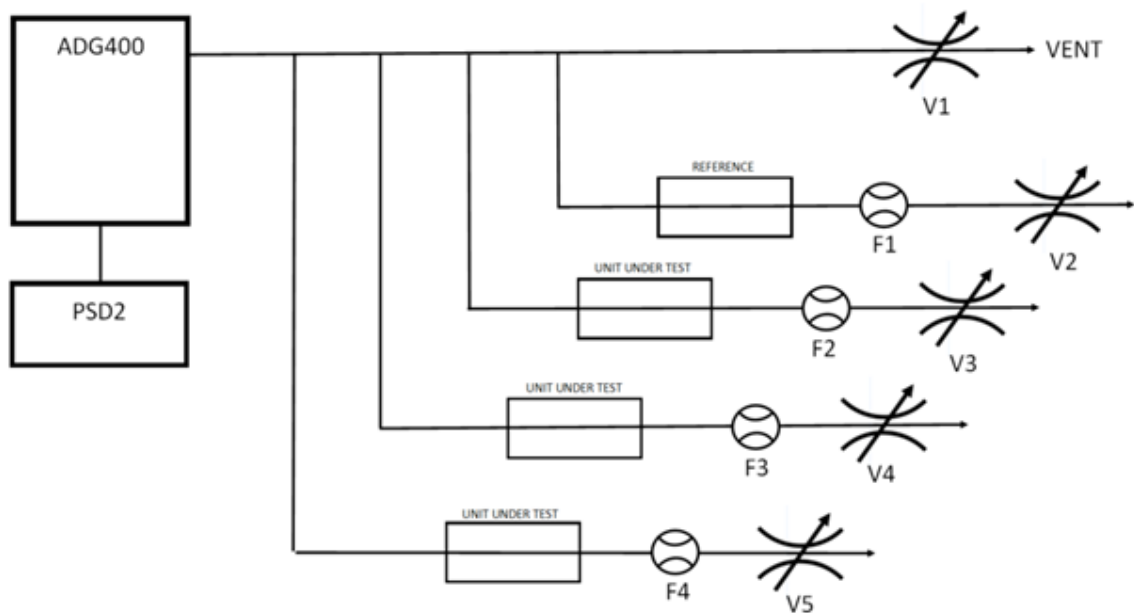 ADG400
VENT
V1
REFERENCE
F1
V2
PSD2
UNIT UNDER TEST
F2
V3
UNIT UNDER TEST
F3
V4
UNIT UNDER TEST
F4
V5